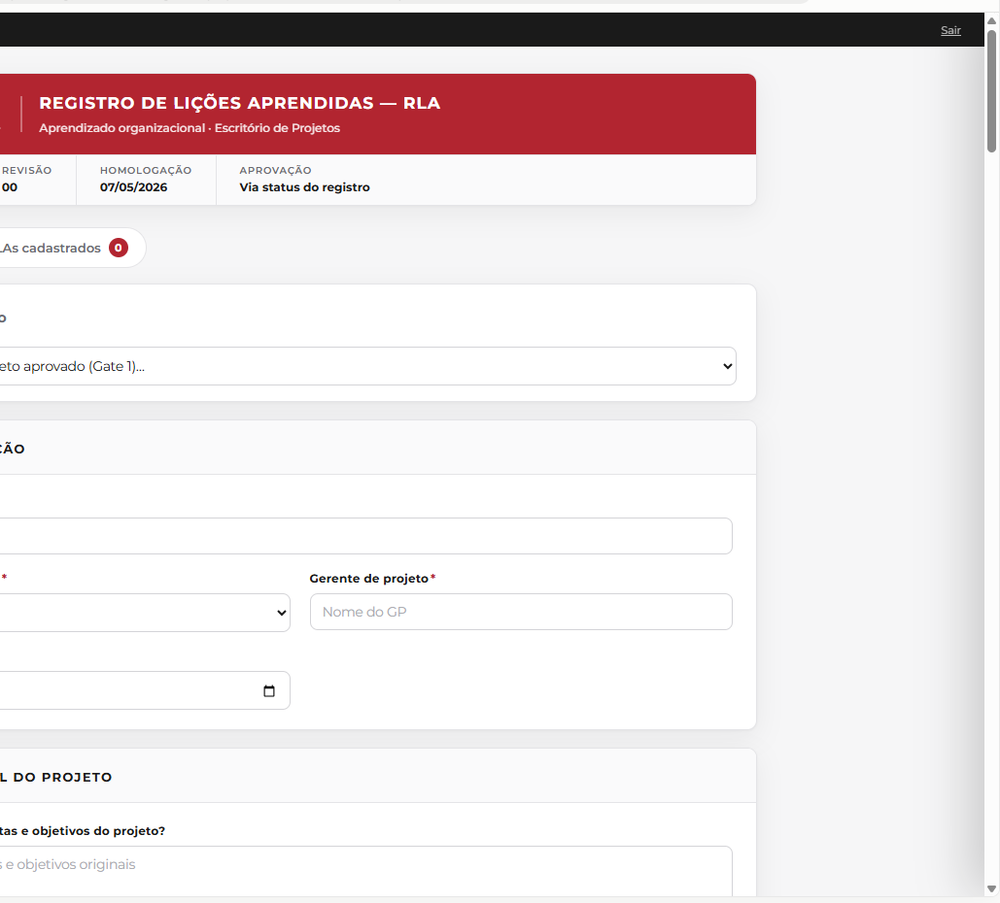 Sair
REGISTRO DE LIÇÕES APRENDIDAS — RLA
Aprendizado organizacional · Escritório de Projetos
REVISÃO
00
HOMOLOGAÇÃO
07/05/2026
APROVAÇÃO
Via status do registro
As cadastrados 0
o
eto aprovado (Gate 1)...
ÇÃO
*
Gerente de projeto *
Nome do GP
L DO PROJETO
tas e objetivos do projeto?
s e objetivos originais